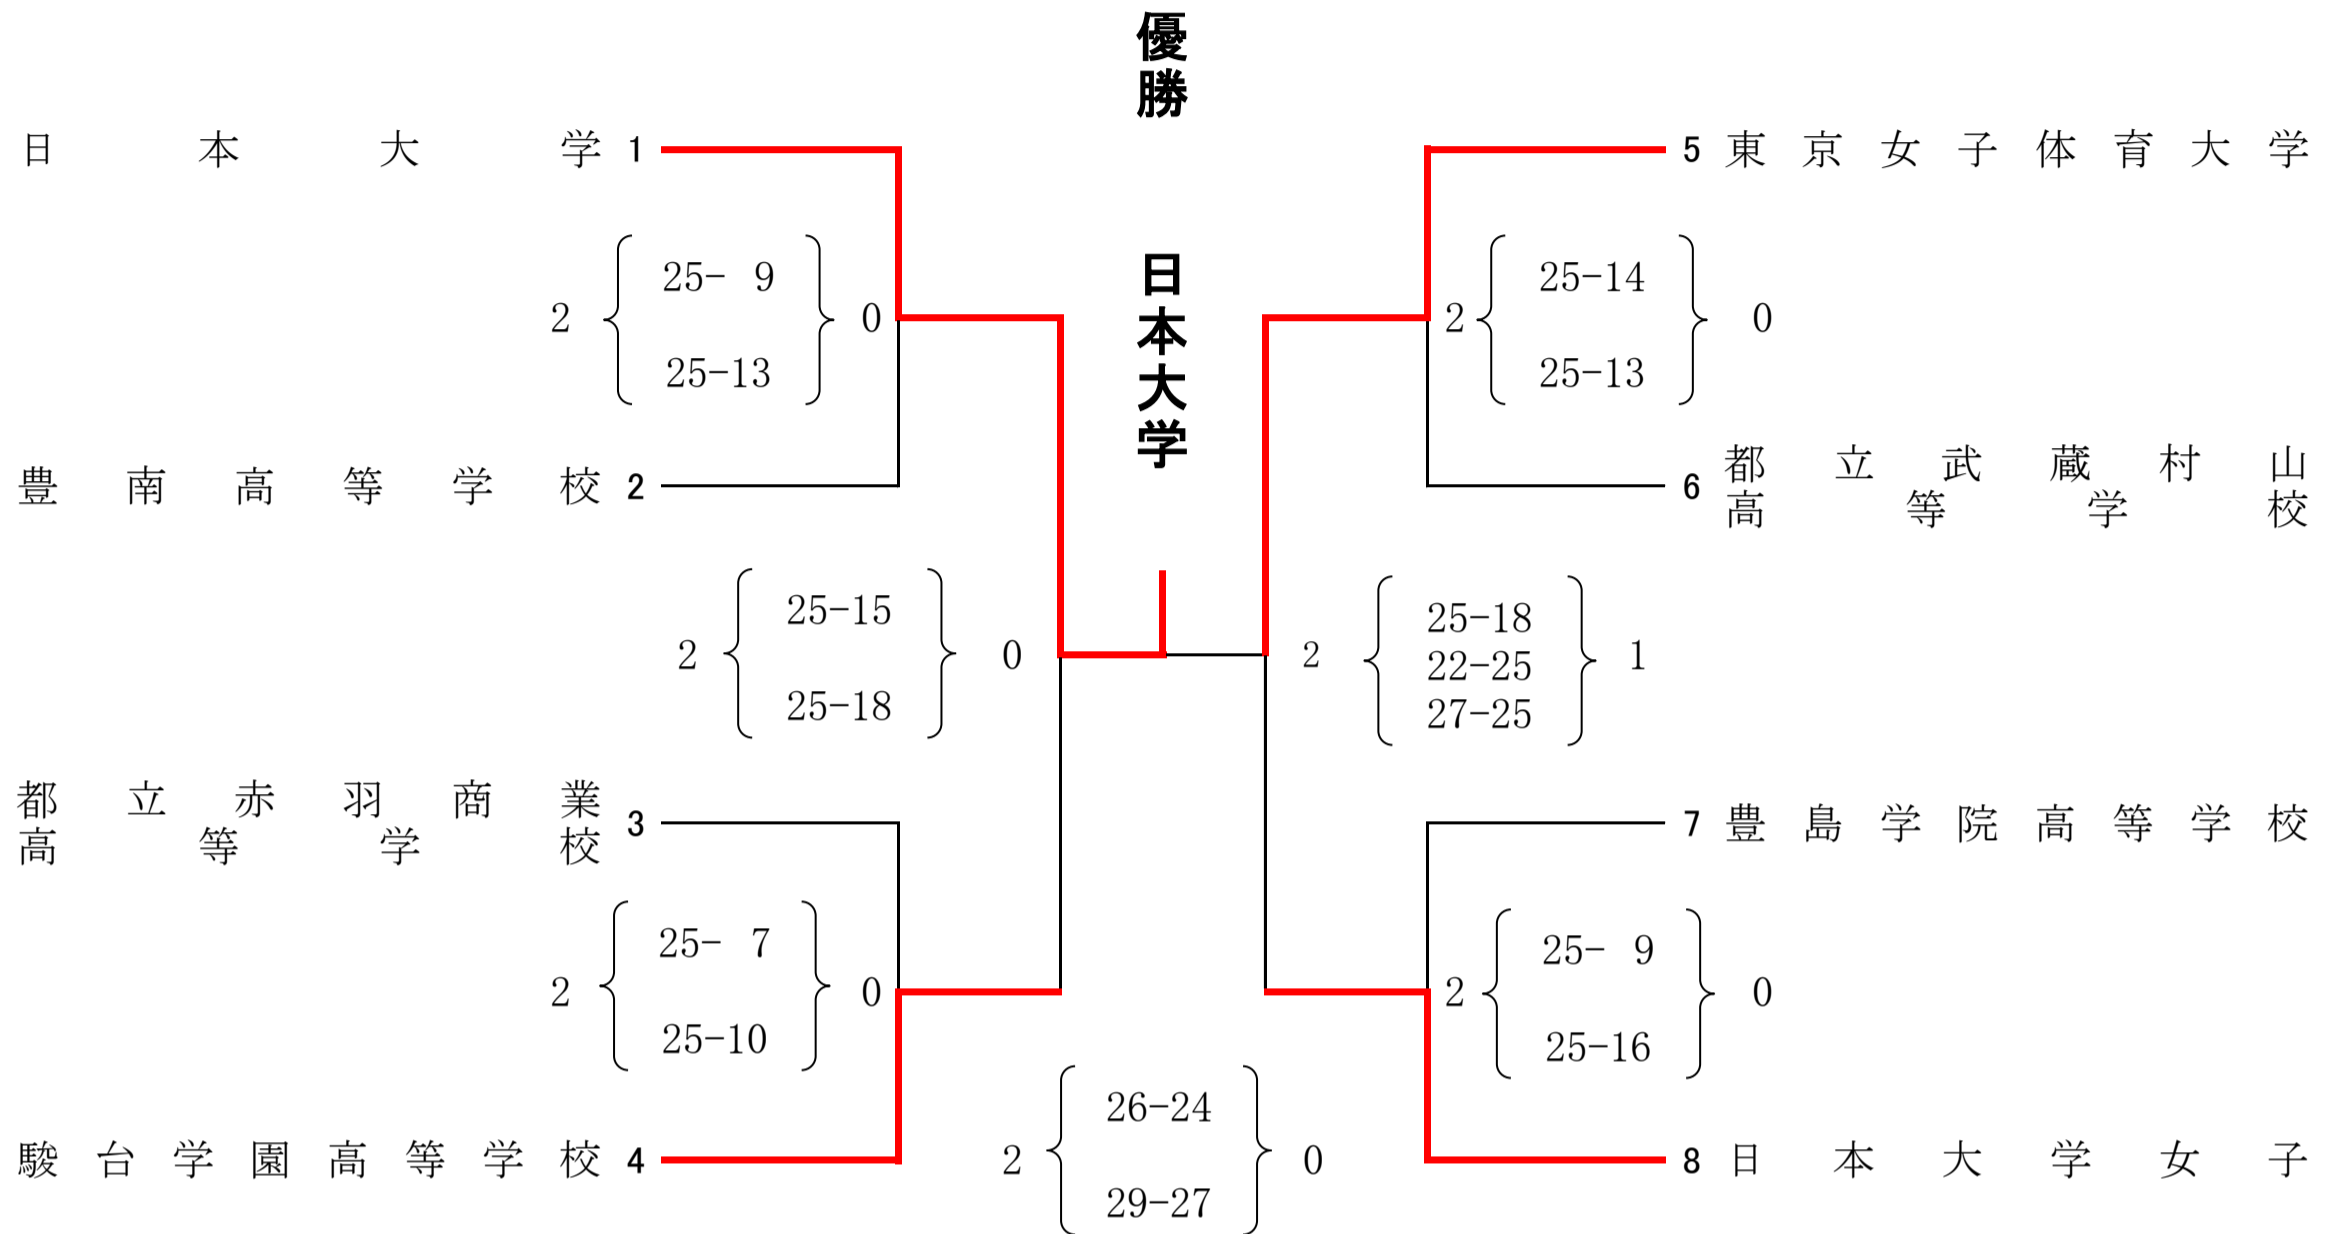 優勝
日本大学
日本大学 1
2 25- 9 0
25-13
豊南高等学校 2
2 25-15 0
25-18
都立赤羽商業
高等学校 3
2 25- 7 0
25-10
駿台学園高等学校 4
2 26-24 0
29-27
5 東京女子体育大学
2 25-14 0
25-13
6 都立武蔵村山
高等学校
2 25-18 1
22-25
27-25
7 豊島学院高等学校
2 25- 9 0
25-16
8 日本大学女子